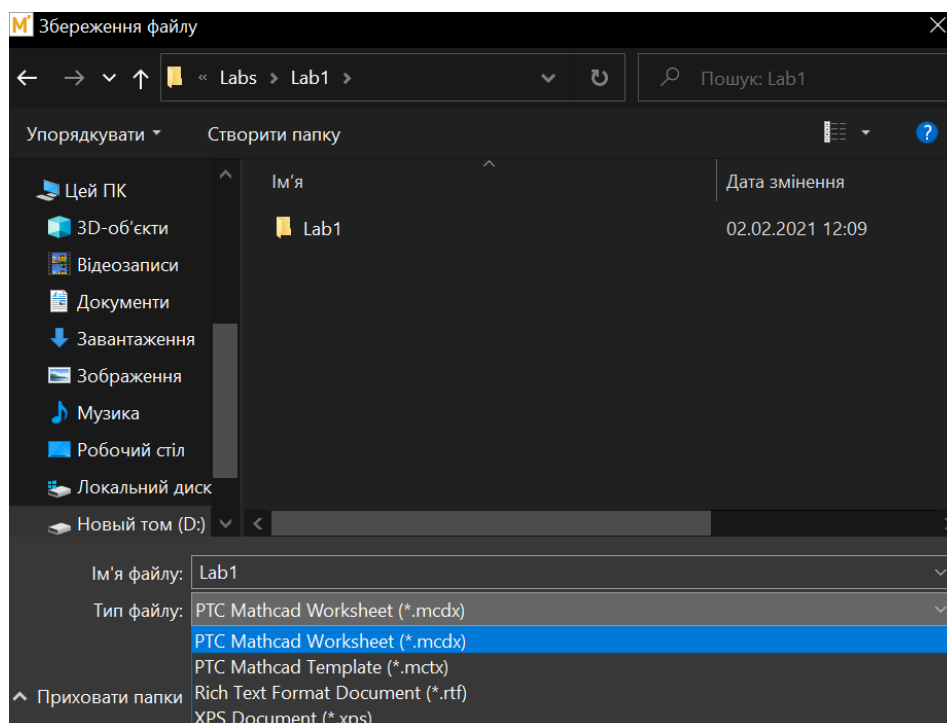 Збереження файлу
« Labs > Lab1 >
Пошук: Lab1
Упорядкувати
Створити папку
Ім’я
Дата змінення
Цей ПК
3D-об’єкти
Lab1
02.02.2021 12:09
Відеозаписи
Документи
Завантаження
Зображення
Музика
Робочий стіл
Локальний диск
Новый том (D:)
Ім'я файлу: Lab1
Тип файлу: PTC Mathcad Worksheet (*.mcdx)
PTC Mathcad Worksheet (*.mcdx)
PTC Mathcad Template (*.mctx)
Приховати папки
Rich Text Format Document (*.rtf)
XPS Document (*.xps)